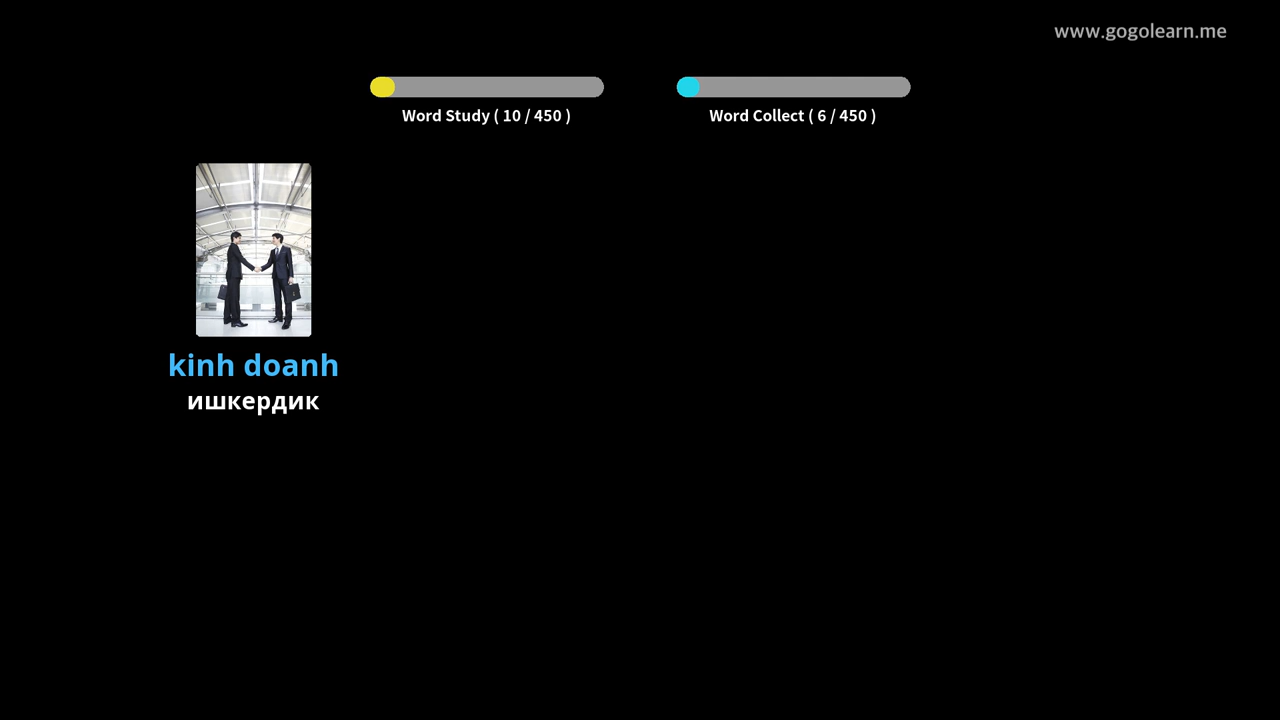 www.gogolearn.me
Word Study ( 10 / 450 )
Word Collect ( 6 / 450 )
kinh doanh
ишкердик